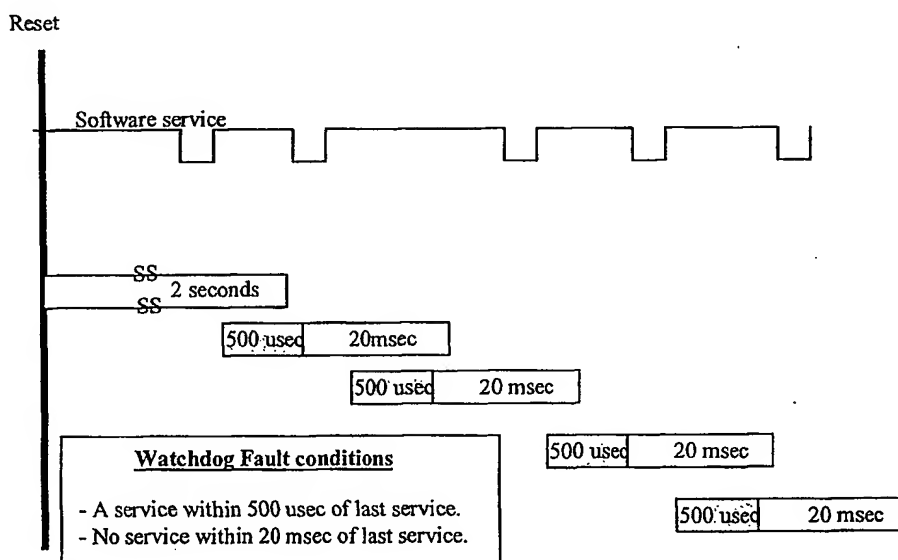 Reset
Software service
SS
2 seconds
SS
500 usec 20msec
500 usec 20 msec
500 usec 20 msec
500 usec 20 msec
Watchdog Fault conditions
- A service within 500 usec of last service.
- No service within 20 msec of last service.